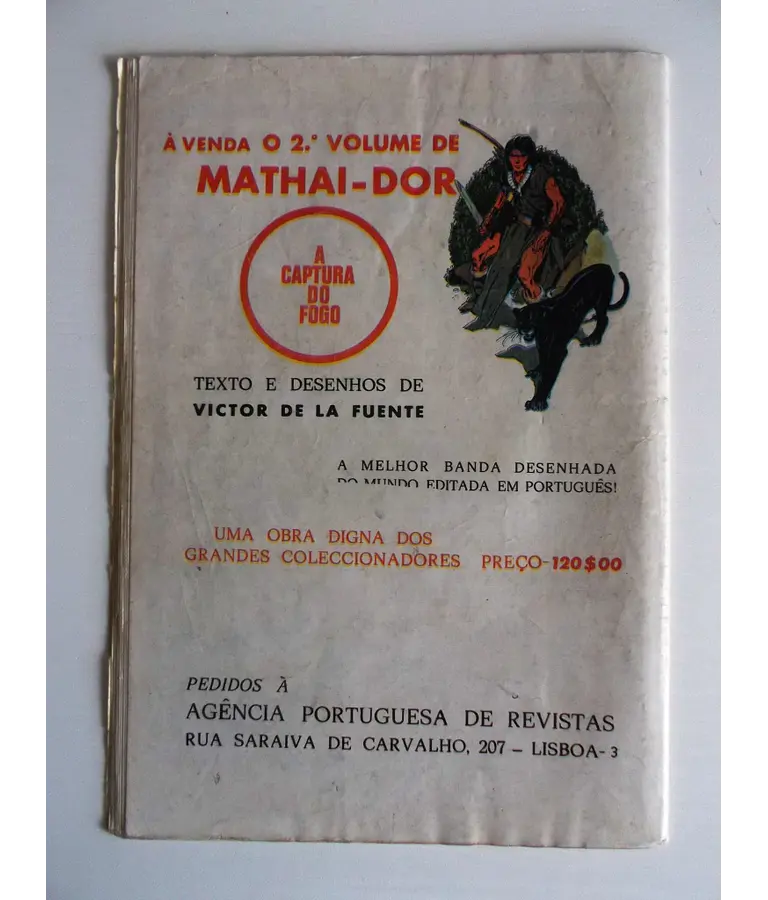 À VENDA O 2.º VOLUME DE
MATHAI-DOR
A
CAPTURA
DO
FOGO
TEXTO E DESENHOS DE
VICTOR DE LA FUENTE
A MELHOR BANDA DESENHADA
DO MUNDO EDITADA EM PORTUGUÊS!
UMA OBRA DIGNA DOS
GRANDES COLECCIONADORES PREÇO-120$00
PEDIDOS À
AGÊNCIA PORTUGUESA DE REVISTAS
RUA SARAIVA DE CARVALHO, 207 – LISBOA-3